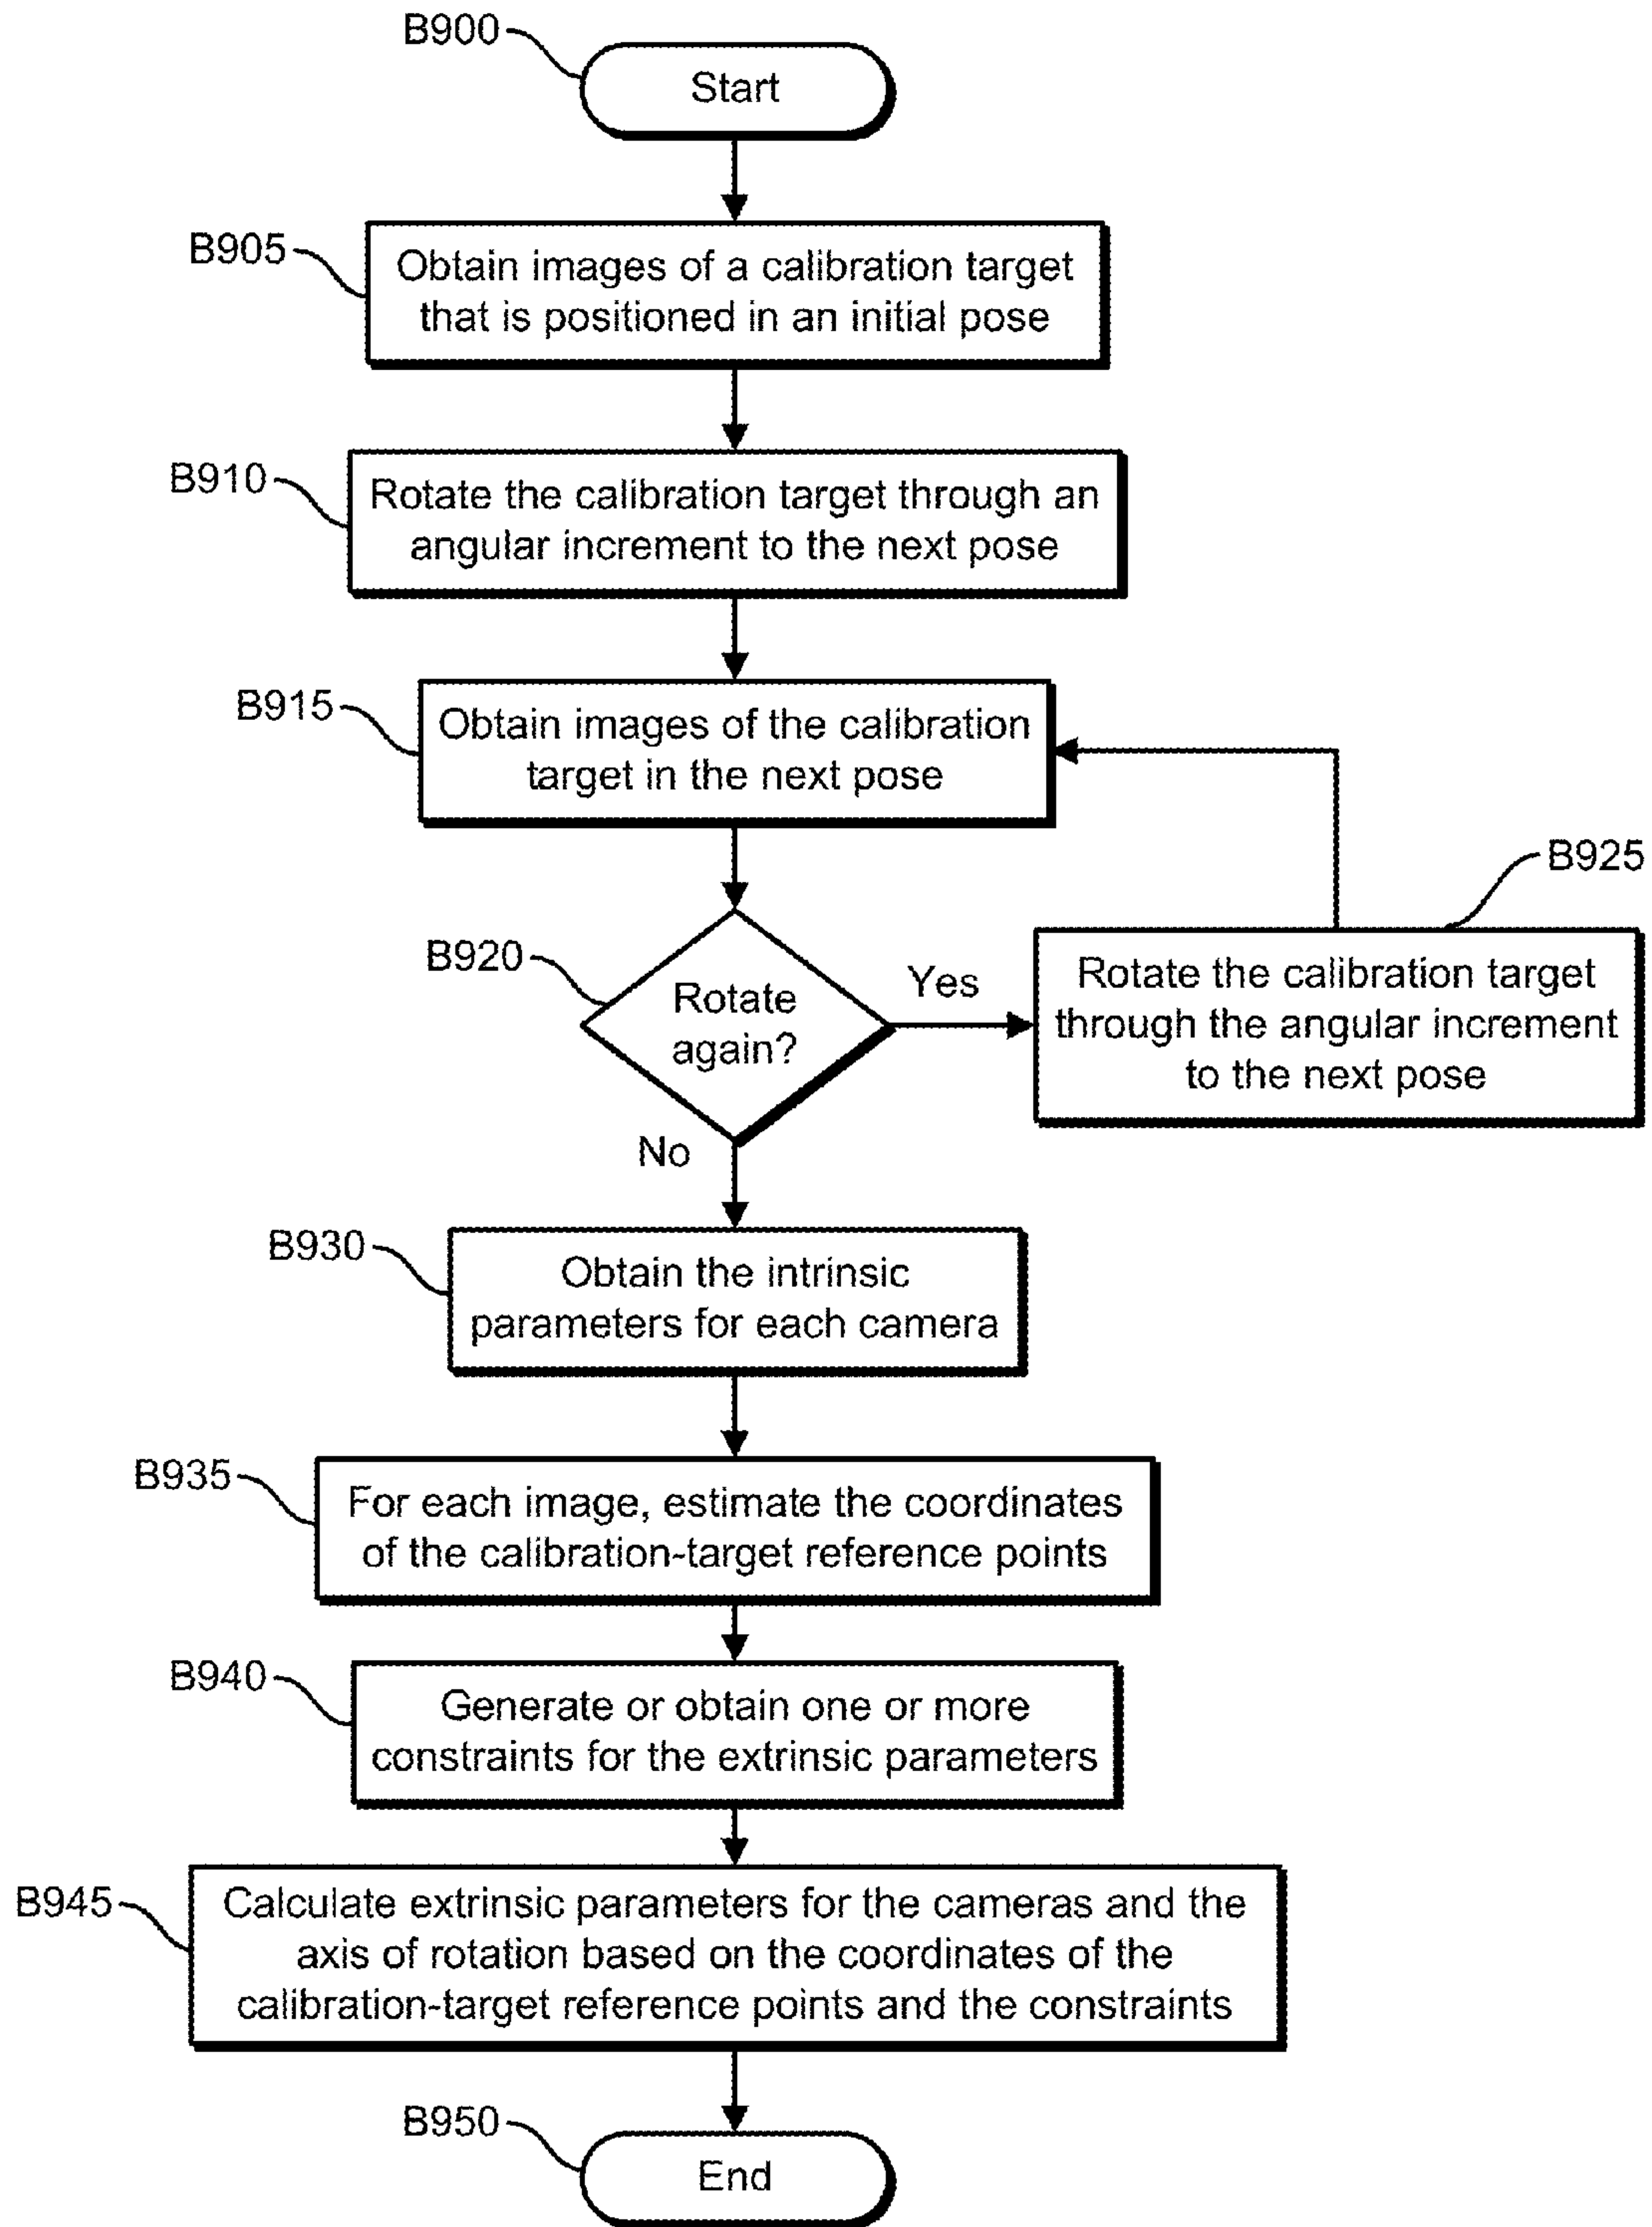 B900
Start
B905
Obtain images of a calibration target
that is positioned in an initial pose
B910
Rotate the calibration target through an
angular increment to the next pose
B915
Obtain images of the calibration
target in the next pose
B920
Rotate
again?
Yes
B925
Rotate the calibration target
through the angular increment
to the next pose
No
B930
Obtain the intrinsic
parameters for each camera
B935
For each image, estimate the coordinates
of the calibration-target reference points
B940
Generate or obtain one or more
constraints for the extrinsic parameters
B945
Calculate extrinsic parameters for the cameras and the
axis of rotation based on the coordinates of the
calibration-target reference points and the constraints
B950
End